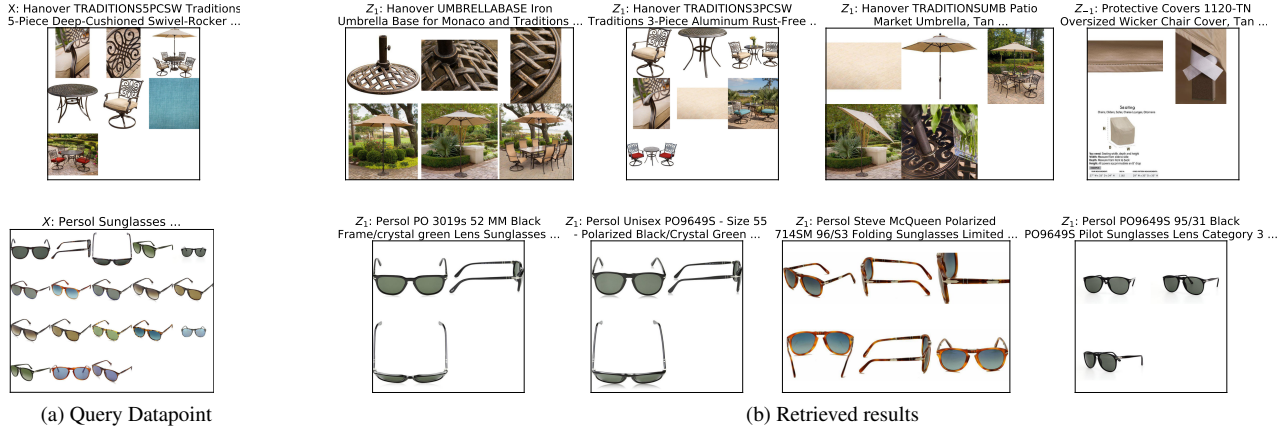 X: Hanover TRADITIONS5PCSW Traditions
5-Piece Deep-Cushioned Swivel-Rocker ...
Z₁: Hanover UMBRELLABASE Iron
Umbrella Base for Monaco and Traditions ...
Z₁: Hanover TRADITIONS3PCSW
Traditions 3-Piece Aluminum Rust-Free ..
Z₁: Hanover TRADITIONSUMB Patio
Market Umbrella, Tan ...
Z₋₁: Protective Covers 1120-TN
Oversized Wicker Chair Cover, Tan ...
Seating
X: Persol Sunglasses ...
Z₁: Persol PO 3019s 52 MM Black
Frame/crystal green Lens Sunglasses ...
Z₁: Persol Unisex PO9649S - Size 55
- Polarized Black/Crystal Green ...
Z₁: Persol Steve McQueen Polarized
714SM 96/S3 Folding Sunglasses Limited ...
Z₁: Persol PO9649S 95/31 Black
PO9649S Pilot Sunglasses Lens Category 3 ...
(a) Query Datapoint
(b) Retrieved results